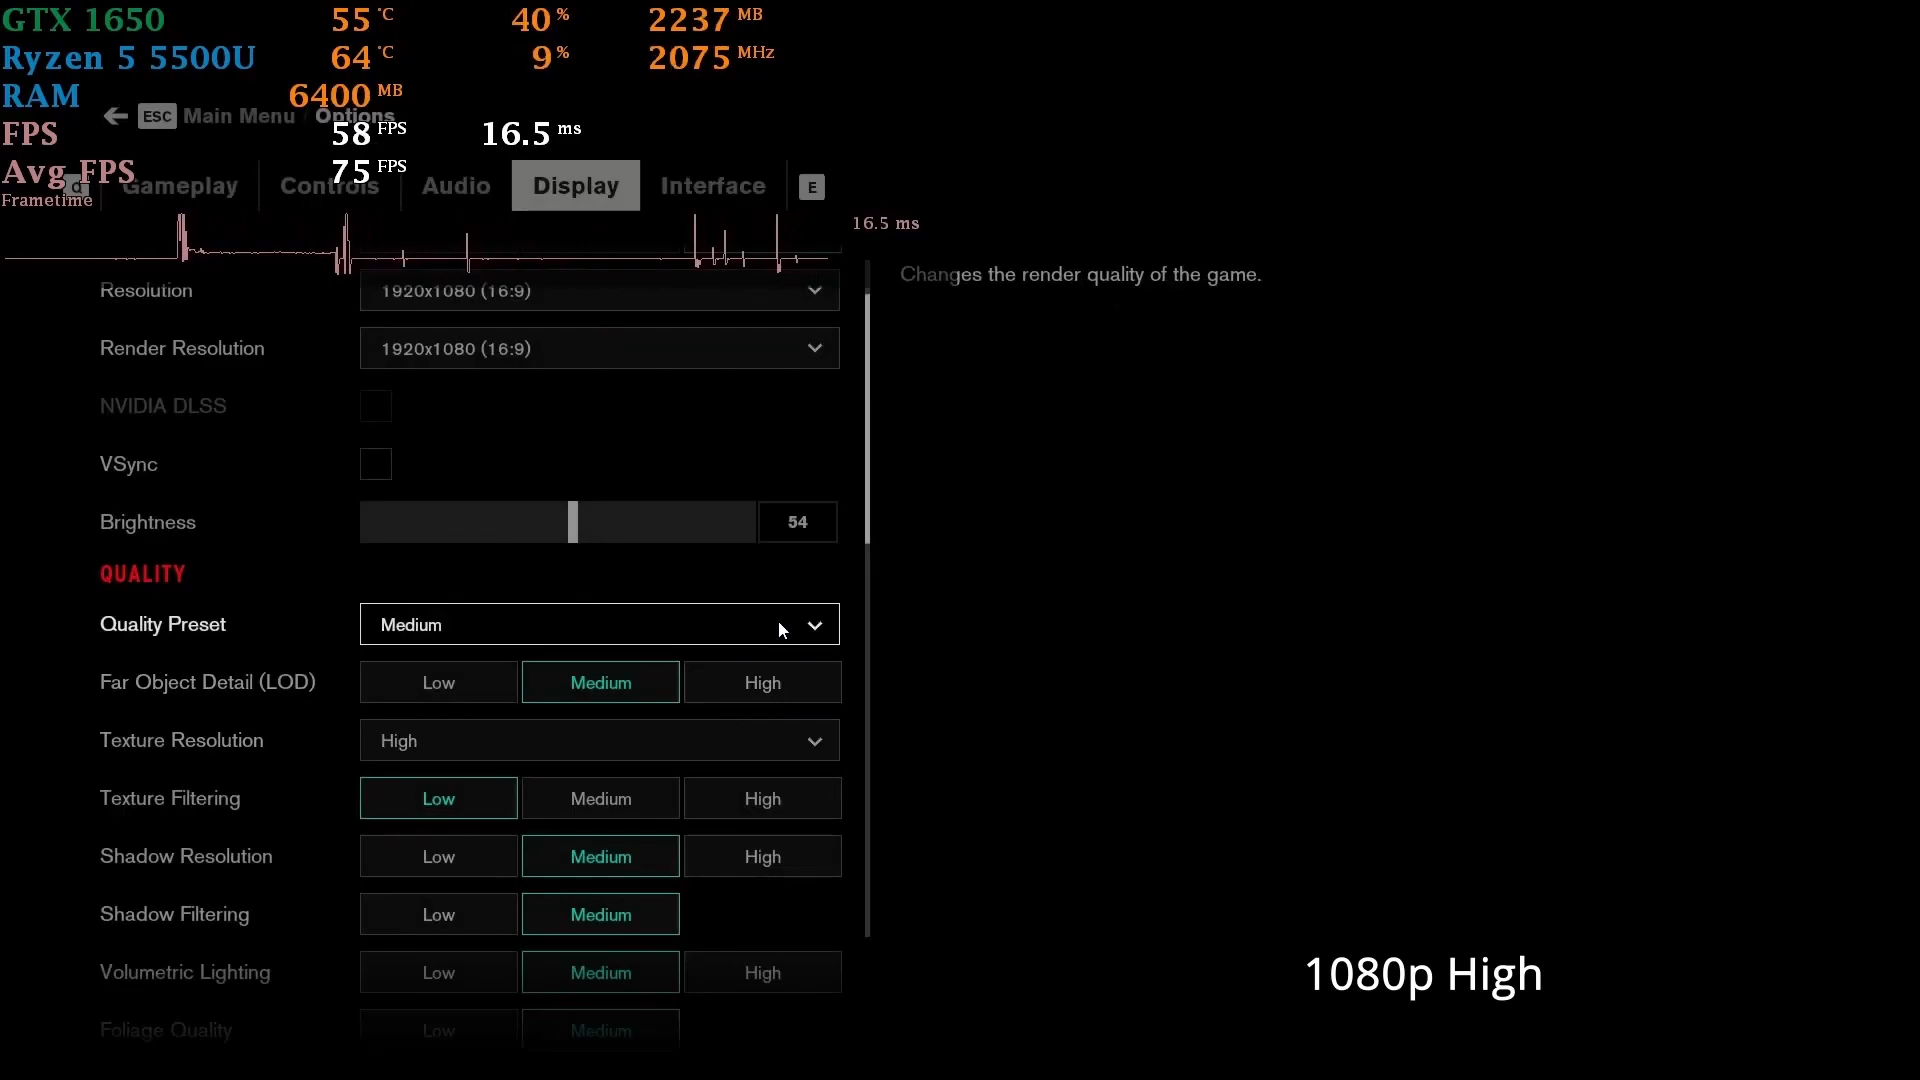 GTX 1650 55 °C 40 % 2237 MB
Ryzen 5 5500U 64 °C 9 % 2075 MHz
RAM 6400 MB
ESC Main Menu / Options
FPS 58 FPS 16.5 ms
Avg FPS 75 FPS
Q Gameplay Controls Audio Display Interface E
Frametime
16.5 ms
Changes the render quality of the game.
Resolution 1920x1080 (16:9)
Render Resolution 1920x1080 (16:9)
NVIDIA DLSS
VSync
Brightness 54
QUALITY
Quality Preset Medium
Far Object Detail (LOD) Low Medium High
Texture Resolution High
Texture Filtering Low Medium High
Shadow Resolution Low Medium High
Shadow Filtering Low Medium
Volumetric Lighting Low Medium High
1080p High
Foliage Quality Low Medium